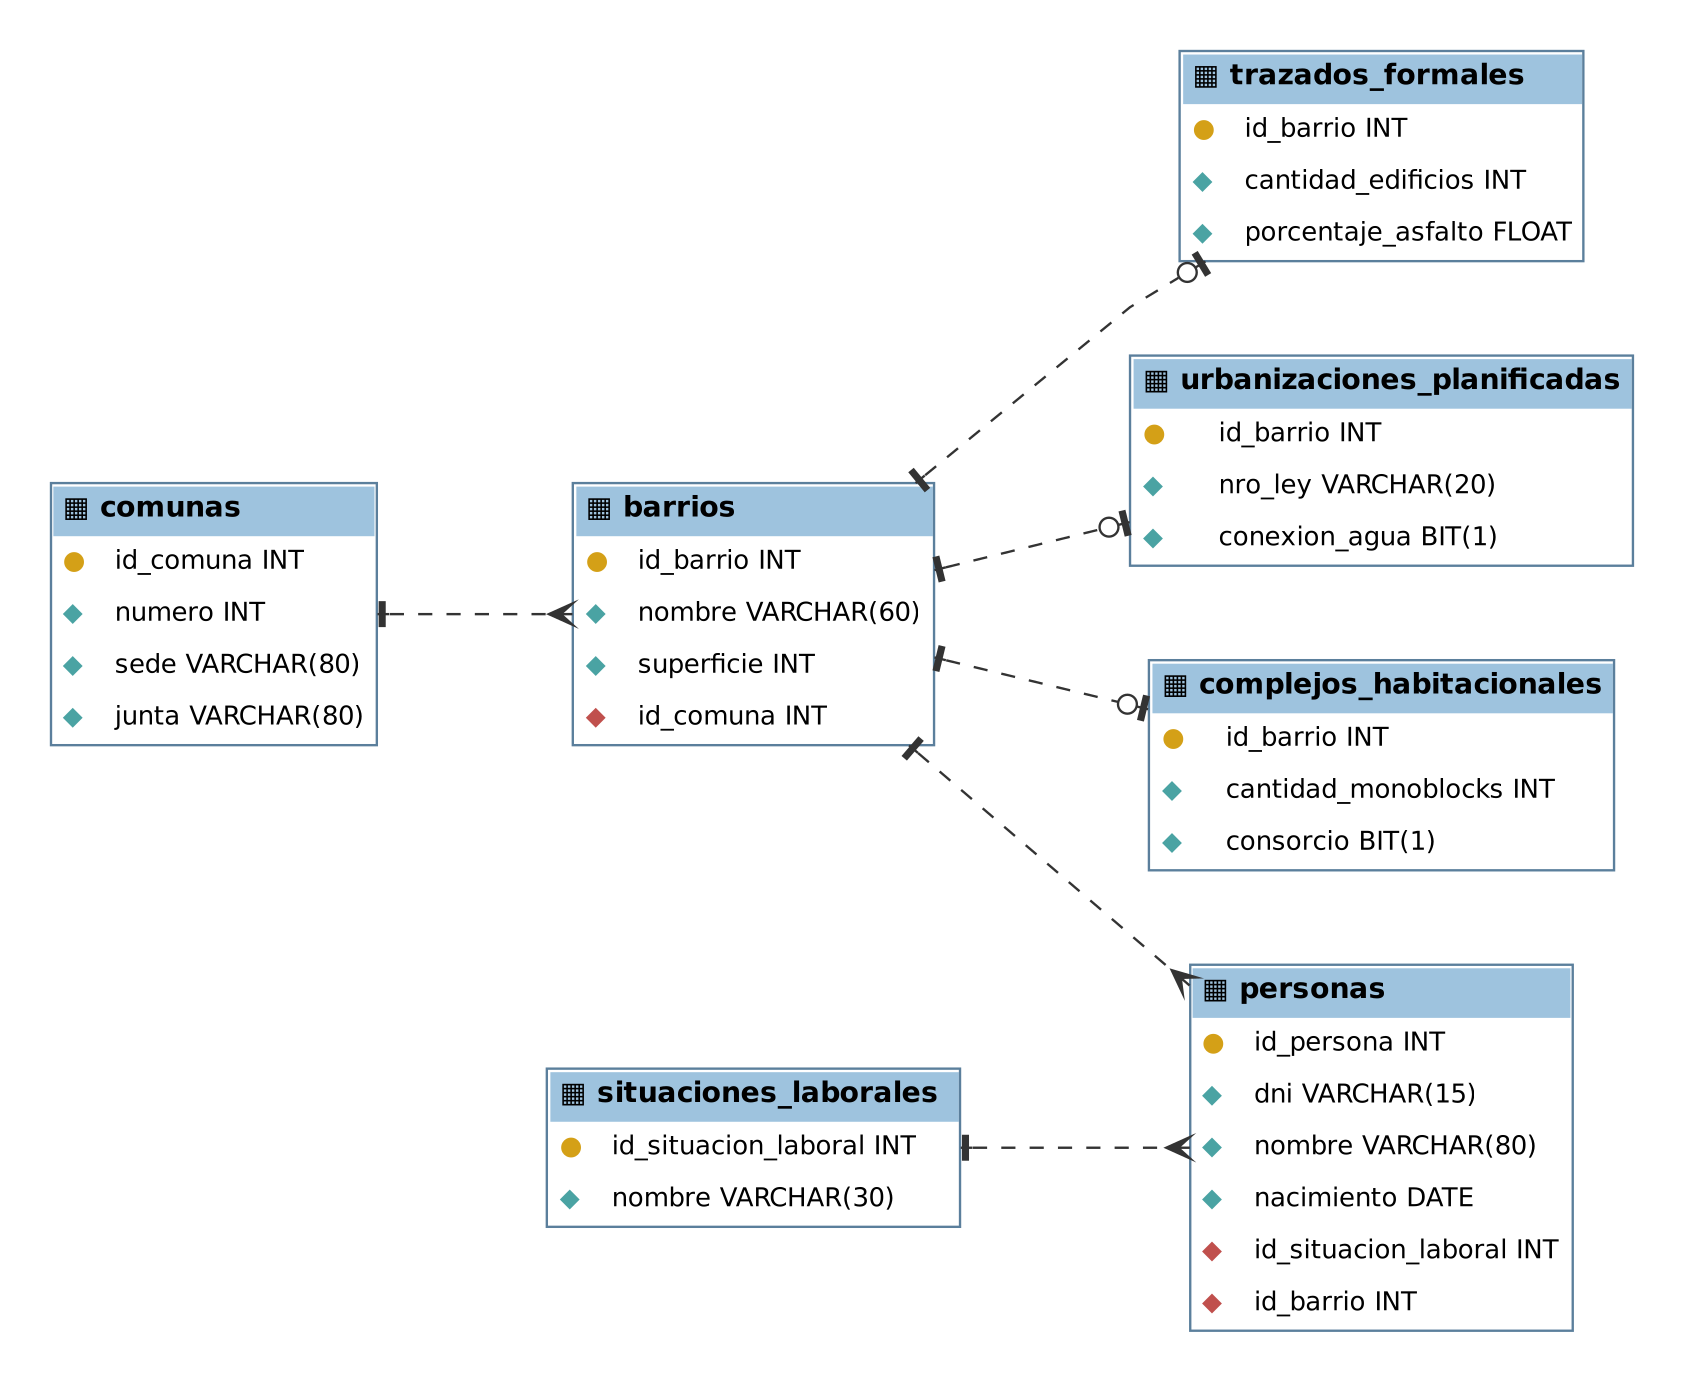 trazados_formales
id_barrio INT
cantidad_edificios INT
porcentaje_asfalto FLOAT
urbanizaciones_planificadas
id_barrio INT
nro_ley VARCHAR(20)
conexion_agua BIT(1)
comunas
id_comuna INT
numero INT
sede VARCHAR(80)
junta VARCHAR(80)
barrios
id_barrio INT
nombre VARCHAR(60)
superficie INT
id_comuna INT
complejos_habitacionales
id_barrio INT
cantidad_monoblocks INT
consorcio BIT(1)
situaciones_laborales
id_situacion_laboral INT
nombre VARCHAR(30)
personas
id_persona INT
dni VARCHAR(15)
nombre VARCHAR(80)
nacimiento DATE
id_situacion_laboral INT
id_barrio INT